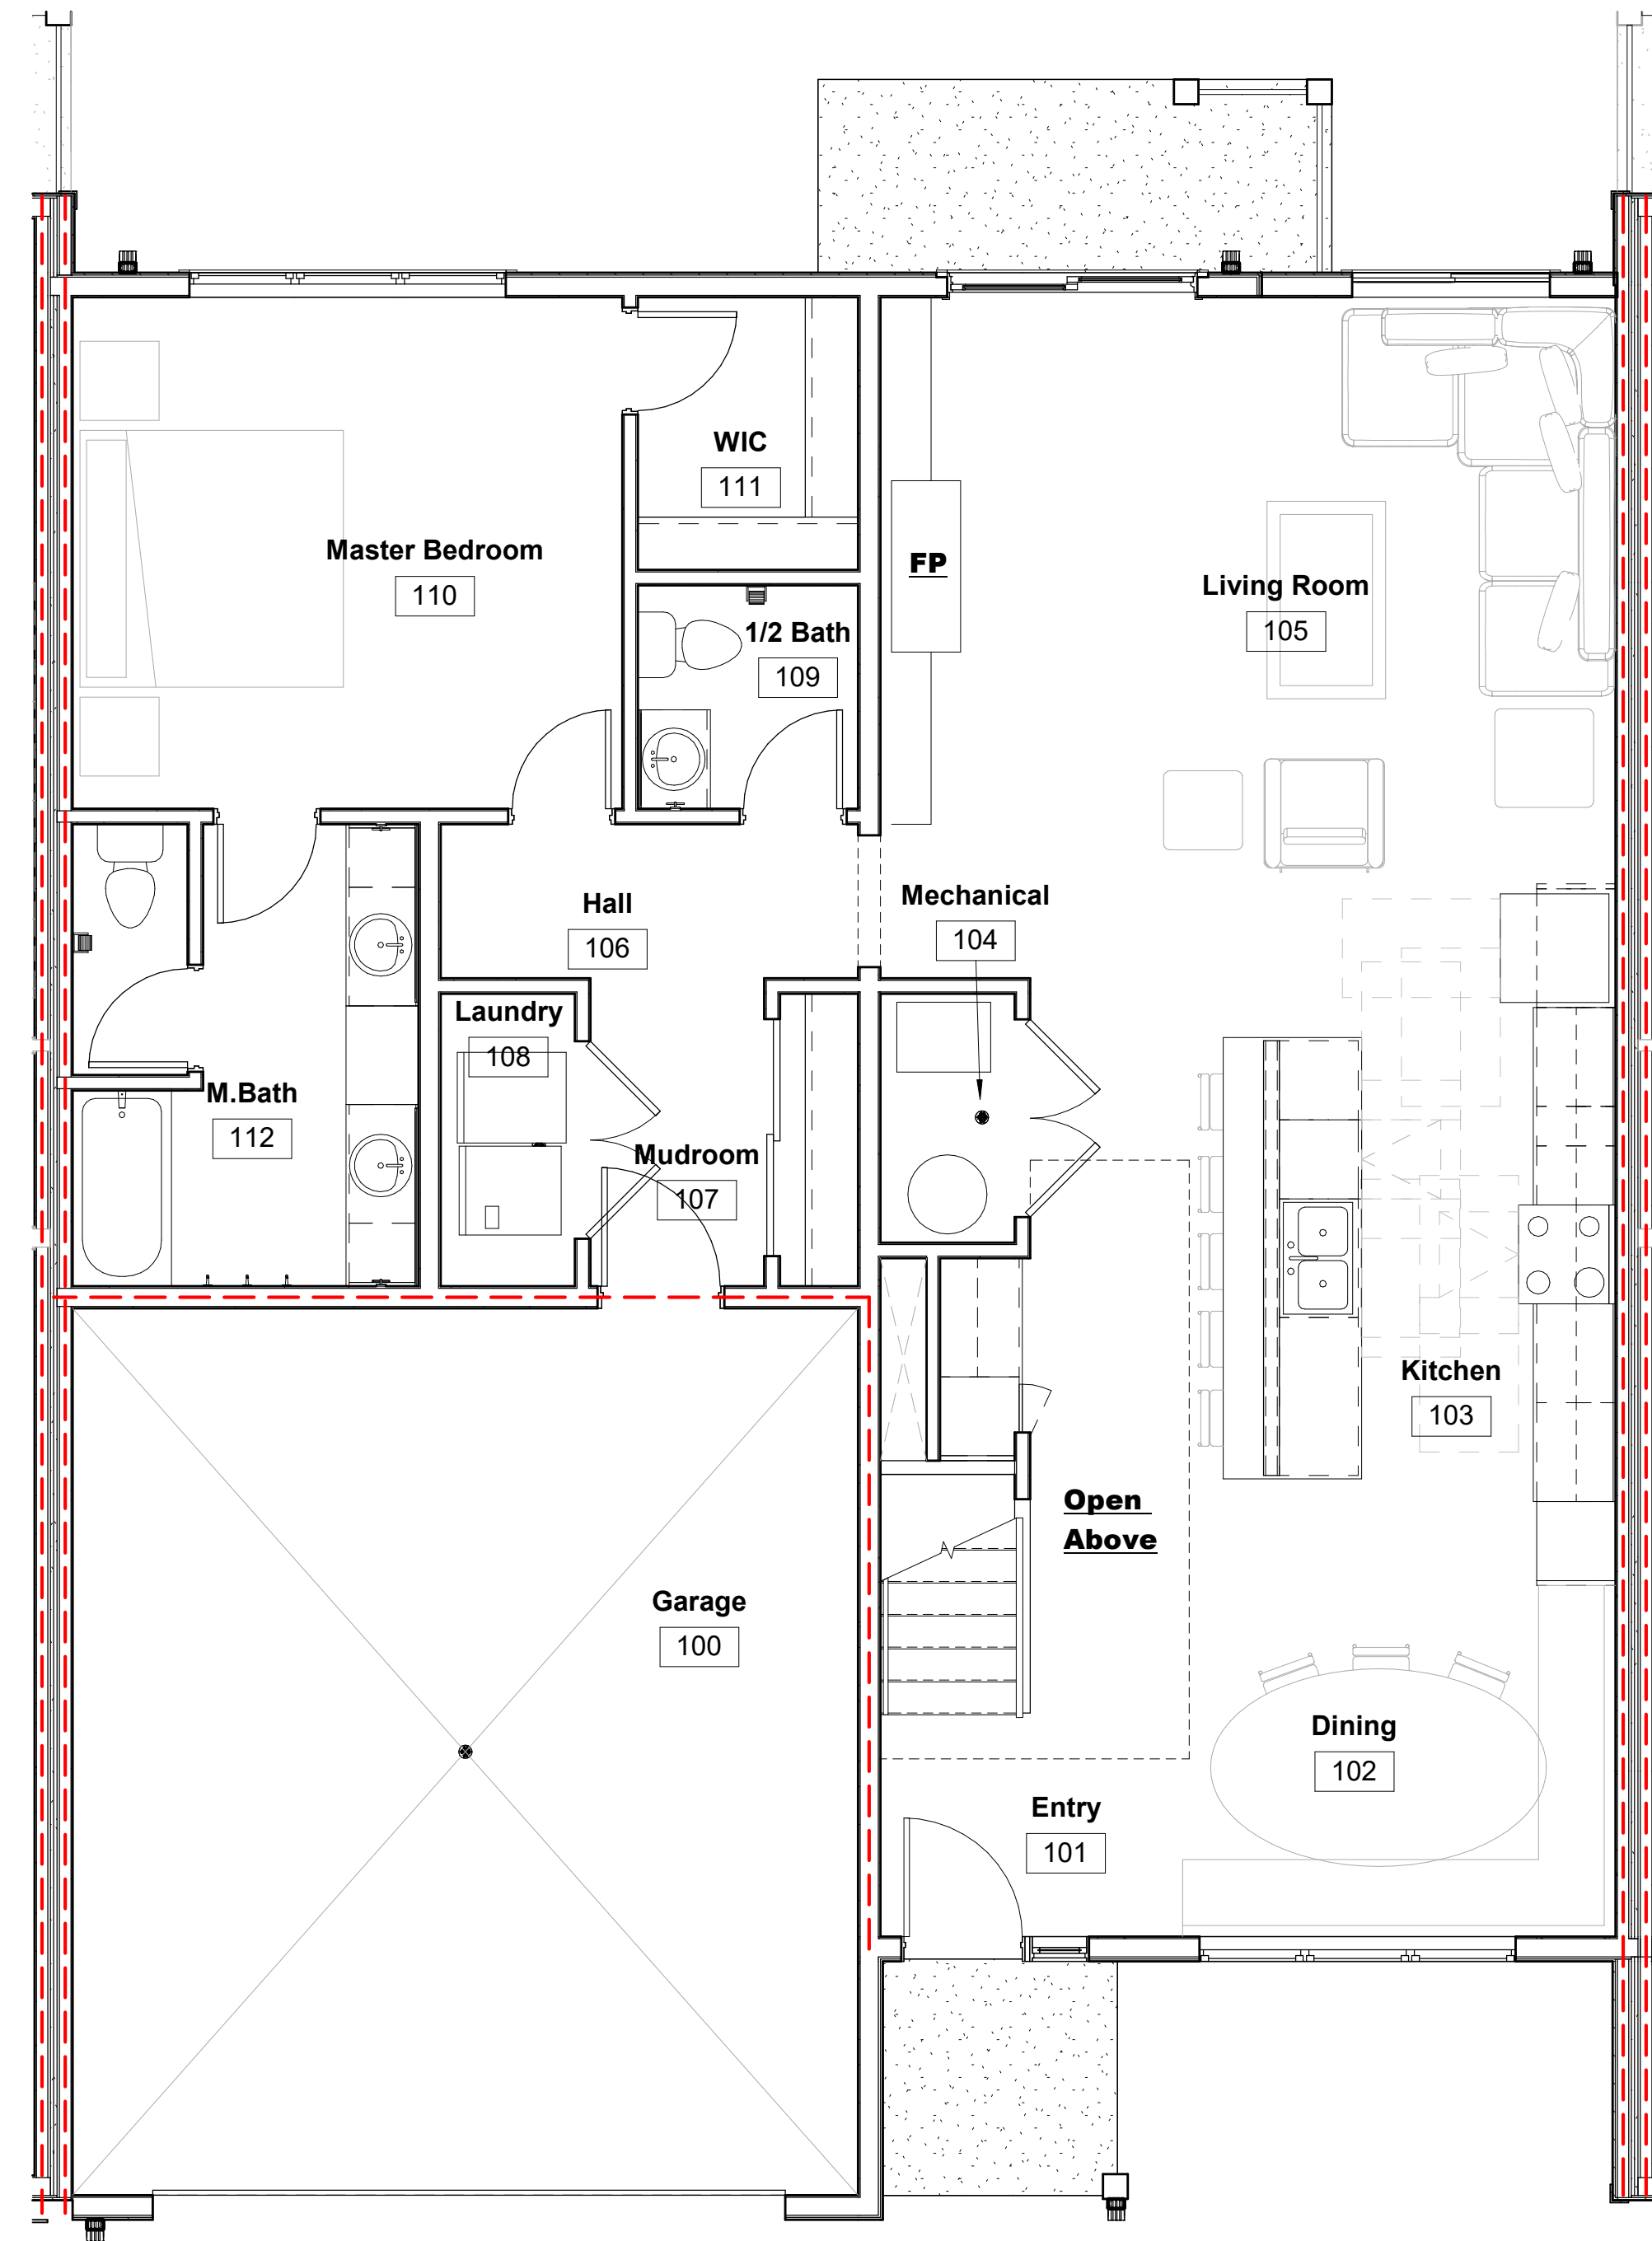 WIC
111
Master Bedroom
110
FP
Living Room
105
1/2 Bath
109
Hall
106
Mechanical
104
Laundry
108
M.Bath
112
Mudroom
107
Kitchen
103
Open
Above
Garage
100
Dining
102
Entry
101